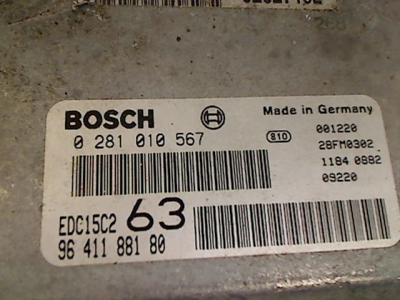 BOSCH
Made in Germany
0 281 010 567
810
001220
28FM0302
1184 0882
09220
EDC15C2 63
96 411 881 80